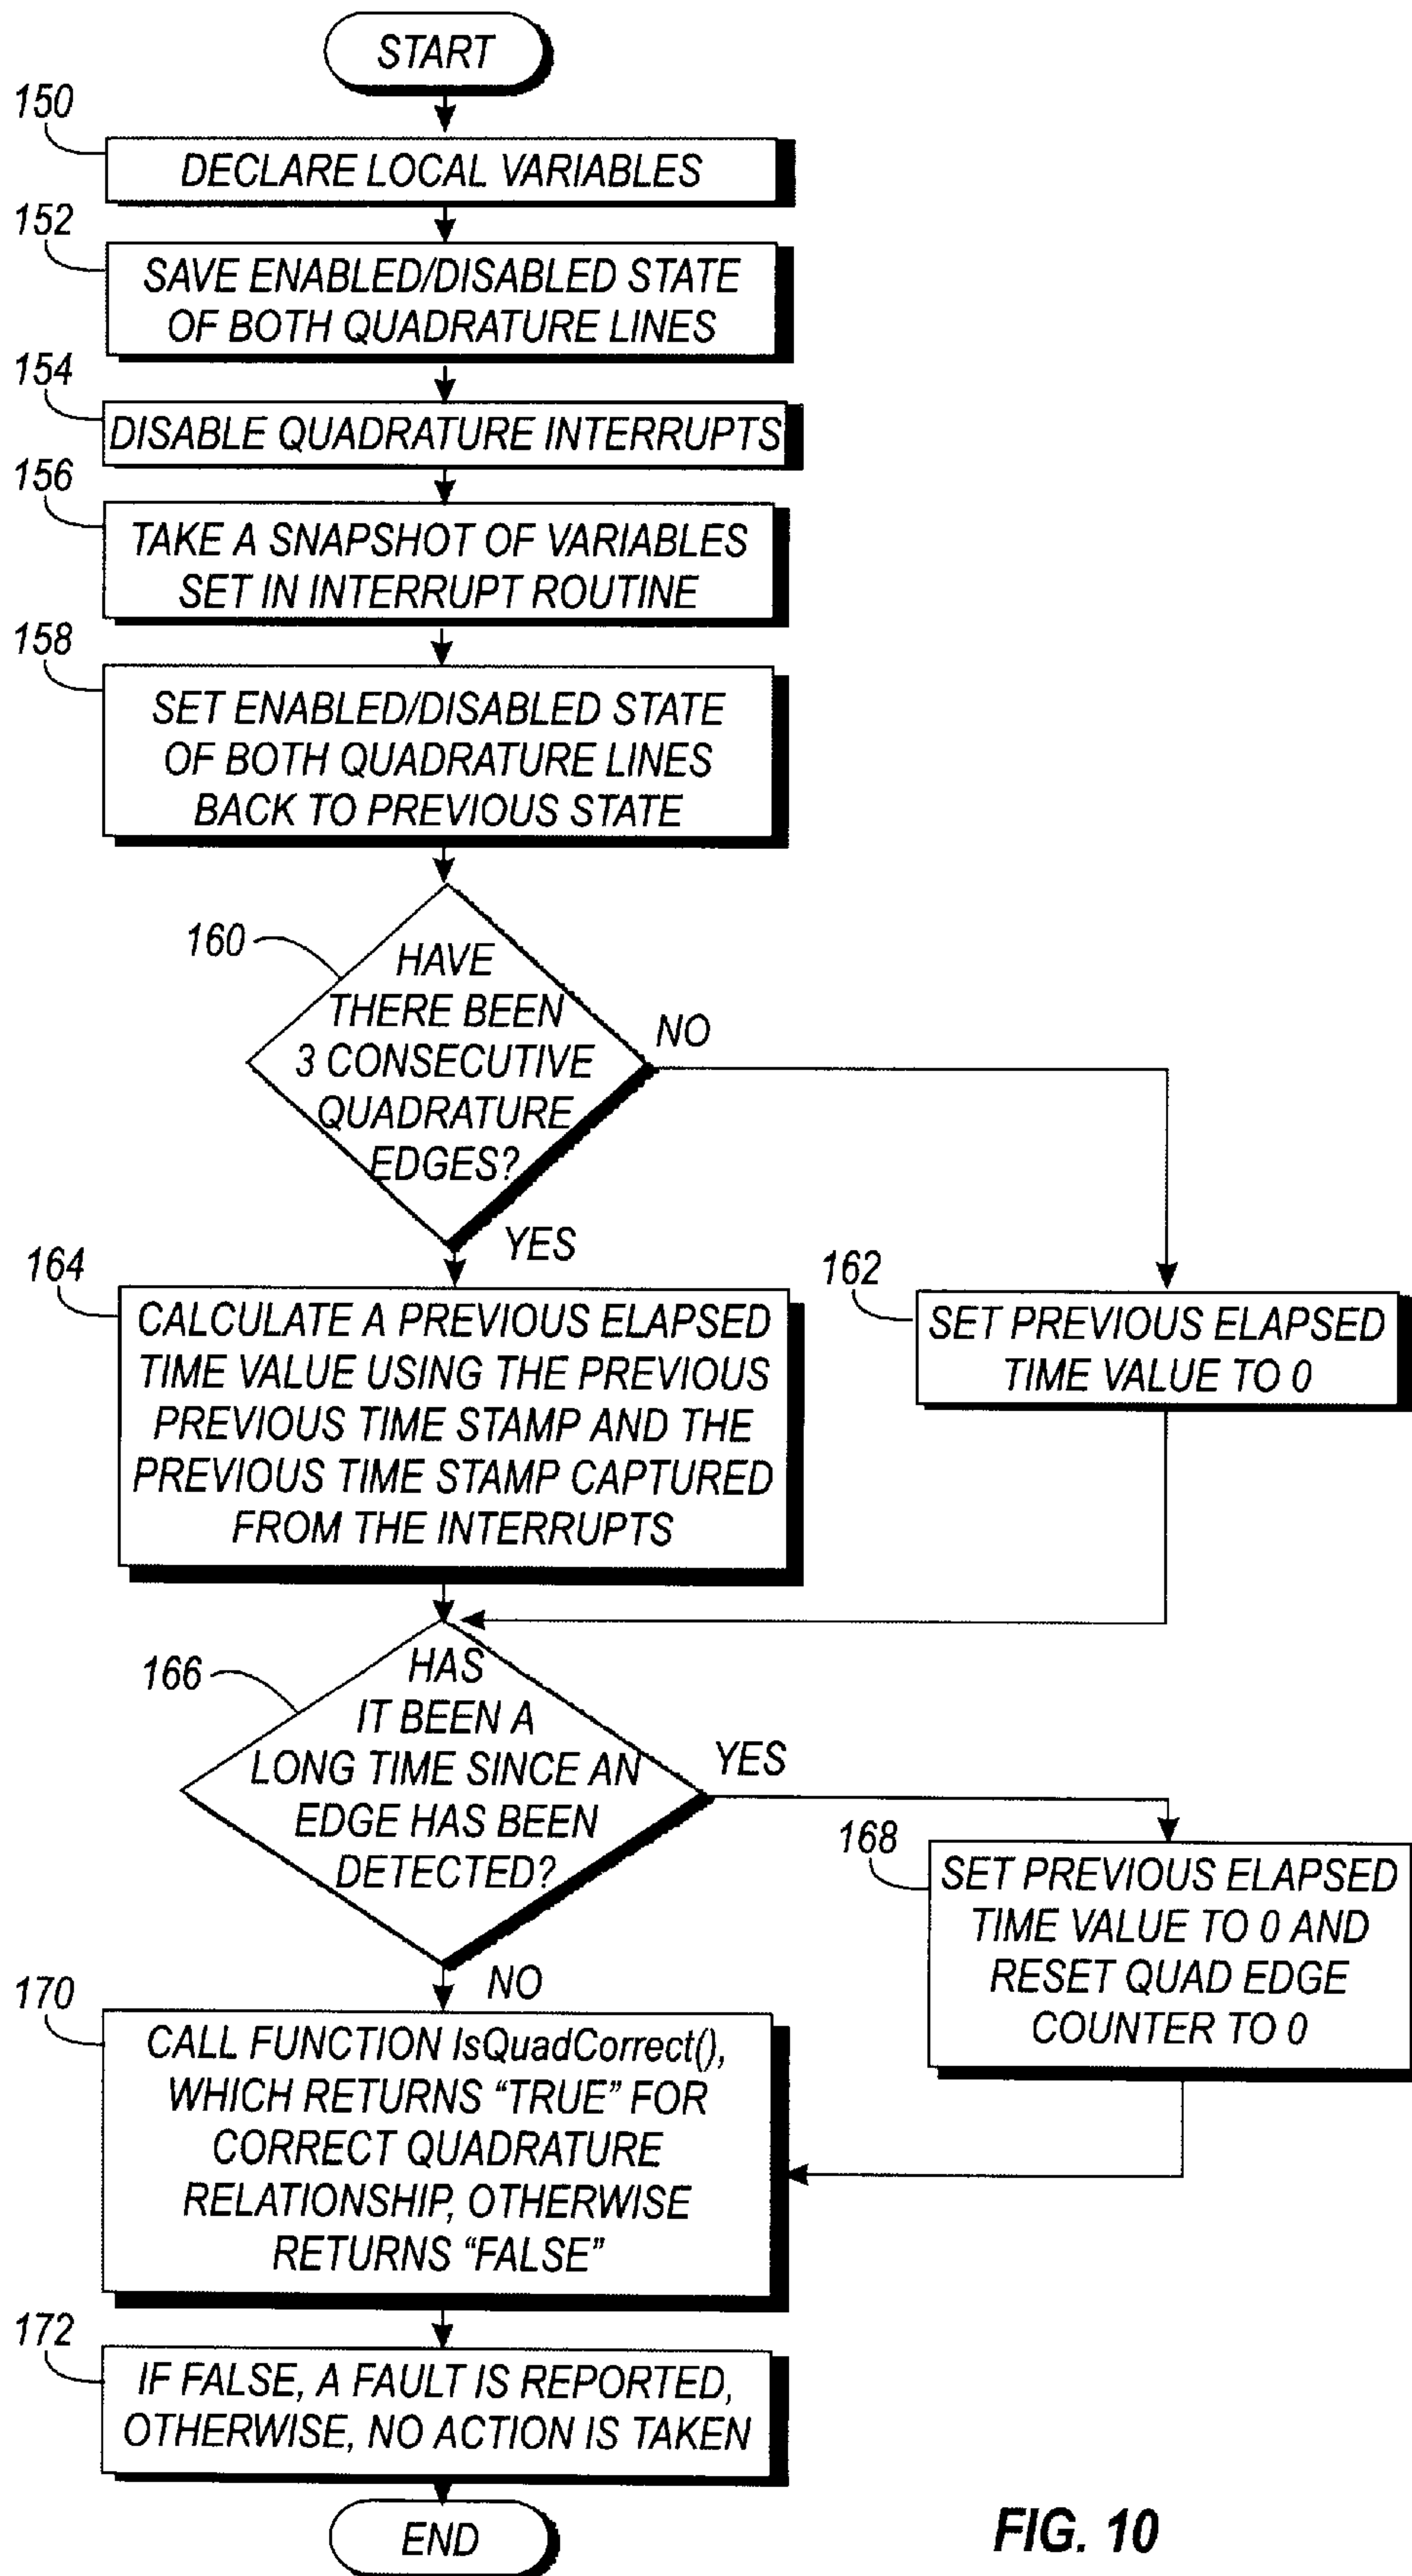 START
150
DECLARE LOCAL VARIABLES
152
SAVE ENABLED/DISABLED STATE
OF BOTH QUADRATURE LINES
154
DISABLE QUADRATURE INTERRUPTS
156
TAKE A SNAPSHOT OF VARIABLES
SET IN INTERRUPT ROUTINE
158
SET ENABLED/DISABLED STATE
OF BOTH QUADRATURE LINES
BACK TO PREVIOUS STATE
160
HAVE
THERE BEEN
3 CONSECUTIVE
QUADRATURE
EDGES?
NO
YES
164
CALCULATE A PREVIOUS ELAPSED
TIME VALUE USING THE PREVIOUS
PREVIOUS TIME STAMP AND THE
PREVIOUS TIME STAMP CAPTURED
FROM THE INTERRUPTS
162
SET PREVIOUS ELAPSED
TIME VALUE TO 0
166
HAS
IT BEEN A
LONG TIME SINCE AN
EDGE HAS BEEN
DETECTED?
YES
NO
168
SET PREVIOUS ELAPSED
TIME VALUE TO 0 AND
RESET QUAD EDGE
COUNTER TO 0
170
CALL FUNCTION IsQuadCorrect(),
WHICH RETURNS “TRUE” FOR
CORRECT QUADRATURE
RELATIONSHIP, OTHERWISE
RETURNS “FALSE”
172
IF FALSE, A FAULT IS REPORTED,
OTHERWISE, NO ACTION IS TAKEN
END
FIG. 10